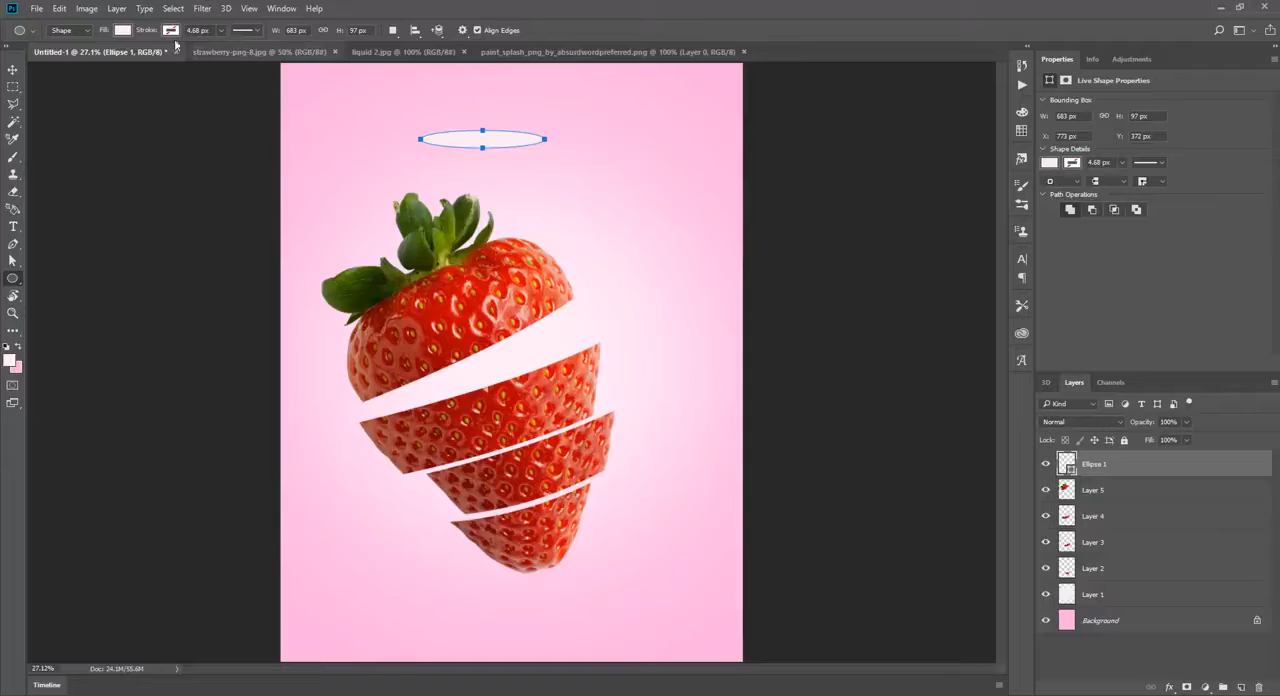 Ps File Edit Image Layer Type Select Filter 3D View Window Help
Shape Fill: Stroke: 4.68 px W: 683 px H: 97 px Align Edges
Untitled-1 @ 27.1% (Ellipse 1, RGB/8) * strawberry-png-8.jpg @ 50% (RGB/8#) × liquid 2.jpg @ 100% (RGB/8#) × paint_splash_png_by_absurdwordpreferred.png @ 100% (Layer 0, RGB/8) ×
Properties Info Adjustments
Live Shape Properties
Bounding Box
W: 683 px H: 97 px
X: 773 px Y: 372 px
Shape Details
4.68 px
Path Operations
3D Layers Channels
Kind
Normal Opacity: 100%
Lock: Fill: 100%
Ellipse 1
Layer 5
Layer 4
Layer 3
Layer 2
Layer 1
Background
27.12% Doc: 24.1M/55.6M
Timeline